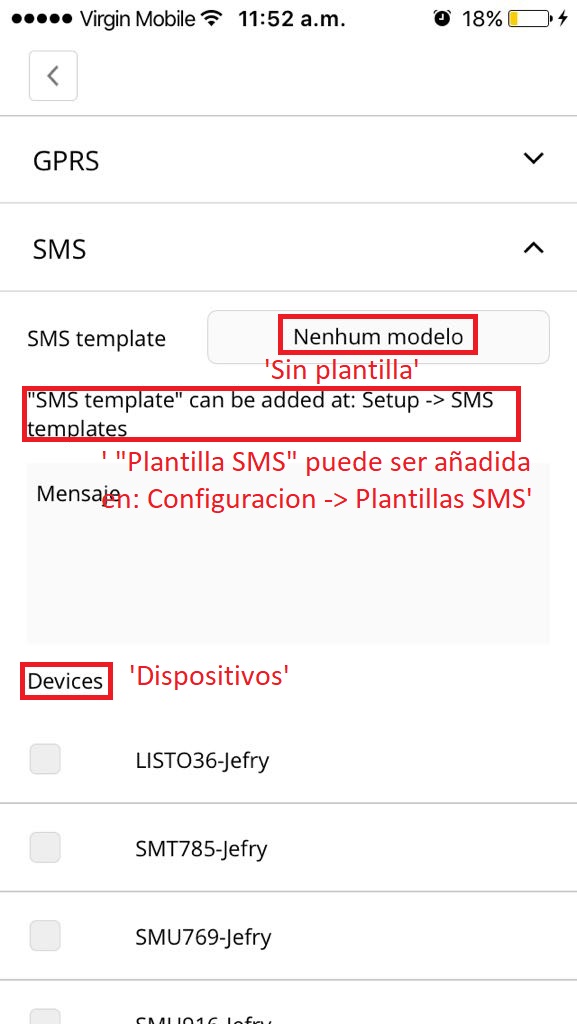 Virgin Mobile 11:52 a.m. 18%
GPRS
SMS
SMS template
Nenhum modelo
'Sin plantilla'
"SMS template" can be added at: Setup -> SMS
templates
' "Plantilla SMS" puede ser añadida
Mensaje
en: Configuracion -> Plantillas SMS'
Devices
'Dispositivos'
LISTO36-Jefry
SMT785-Jefry
SMU769-Jefry
SMU916-Jefry